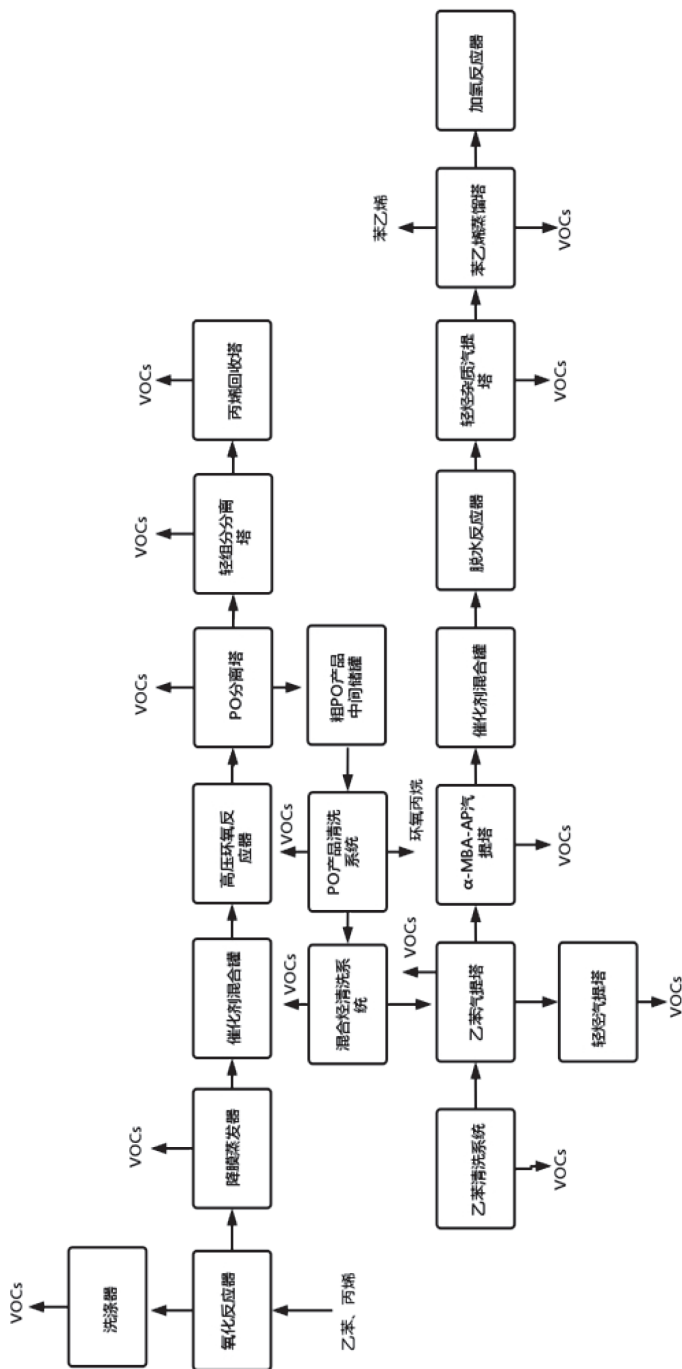 VOCs
洗涤器
氧化反应器
乙苯、丙烯
VOCs
降膜蒸发器
催化剂混合罐
高压环氧反
应器
VOCs
PO分离塔
VOCs
轻组分分离
塔
VOCs
丙烯回收塔
VOCs
混合烃清洗系
统
VOCs
PO产品清洗
系统
环氧丙烷
粗PO产品
中间储罐
乙苯清洗系统
VOCs
VOCs
乙苯汽提塔
轻烃汽提塔
VOCs
α-MBA-AP汽
提塔
VOCs
催化剂混合罐
脱水反应器
轻烃杂质汽提
塔
VOCs
苯乙烯
苯乙烯蒸馏塔
VOCs
加氢反应器